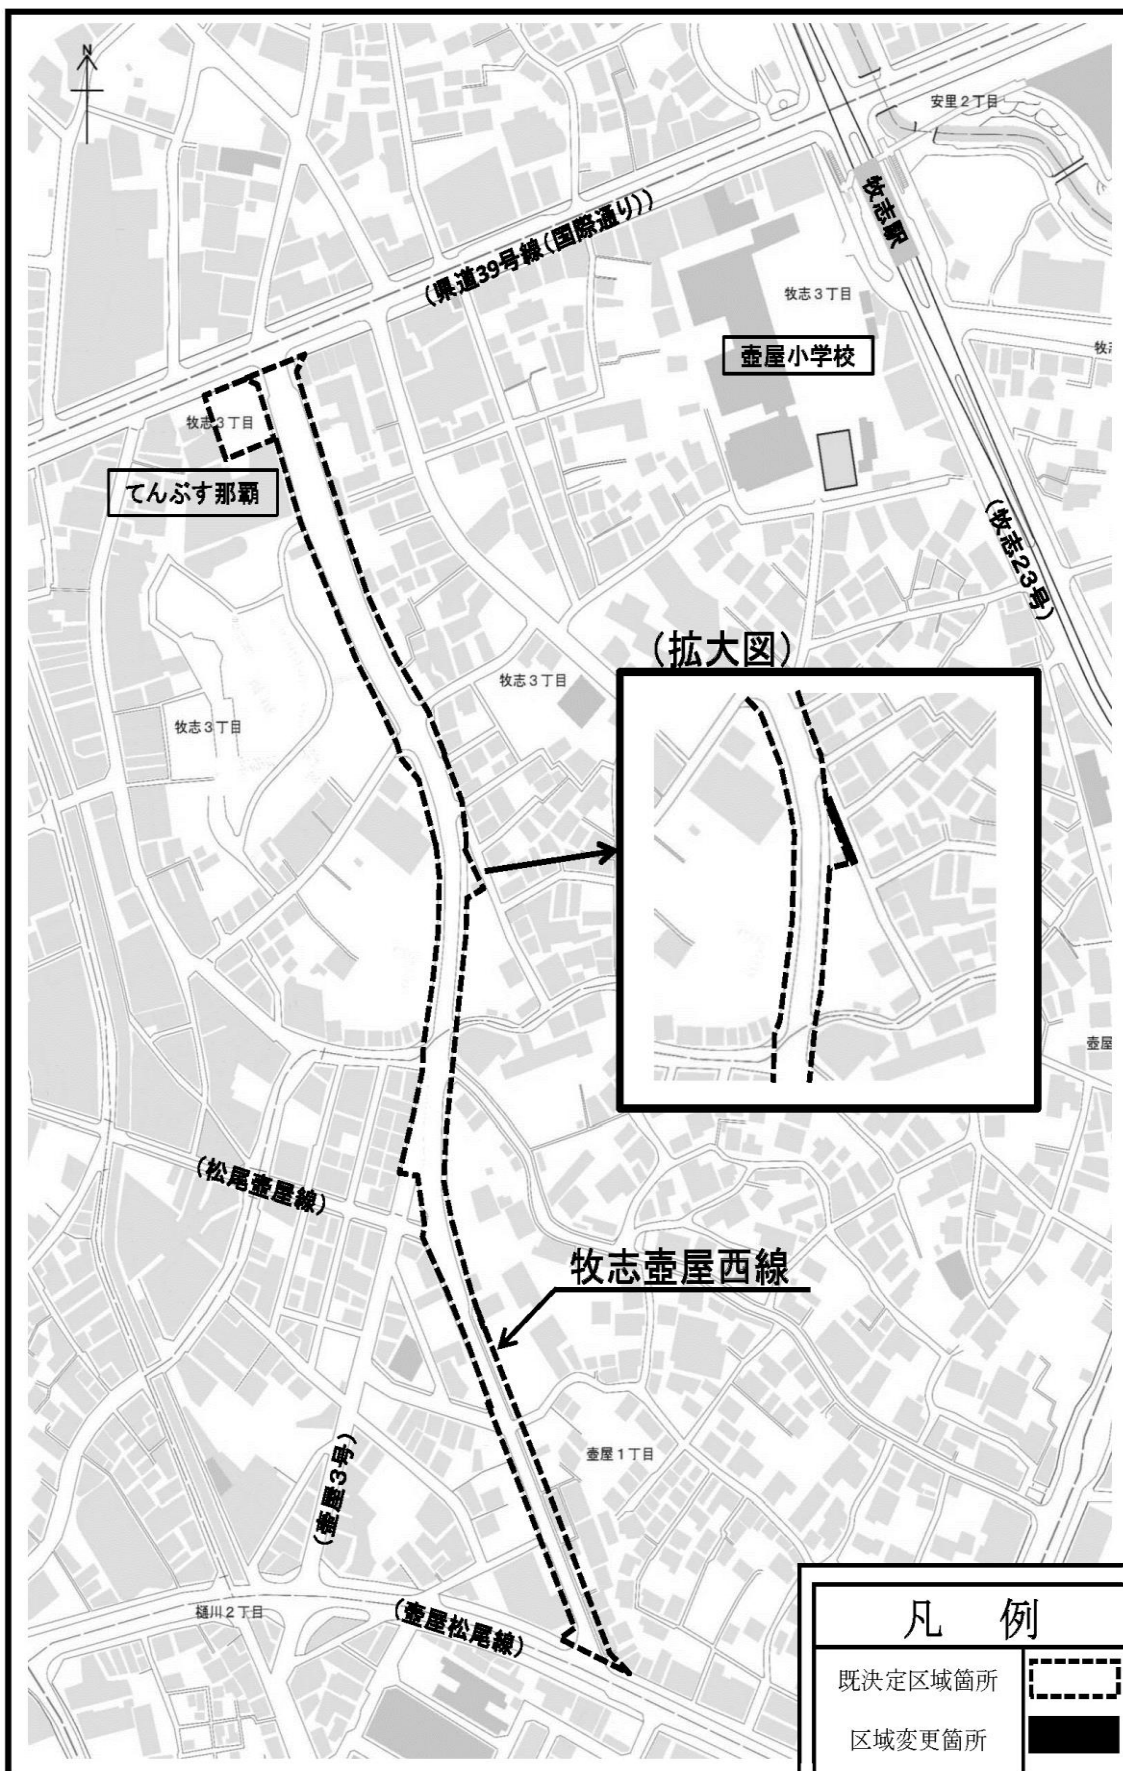 N
安里2丁目
牧志駅
(県道39号線(国際通り))
牧志3丁目
壺屋小学校
牧志3丁目
てんぶす那覇
(牧志23号)
(拡大図)
牧志3丁目
牧志3丁目
壺屋
(松尾壺屋線)
牧志壺屋西線
壺屋1丁目
(壺屋3号)
樋川2丁目
(壺屋松尾線)
凡 例
既決定区域箇所
区域変更箇所